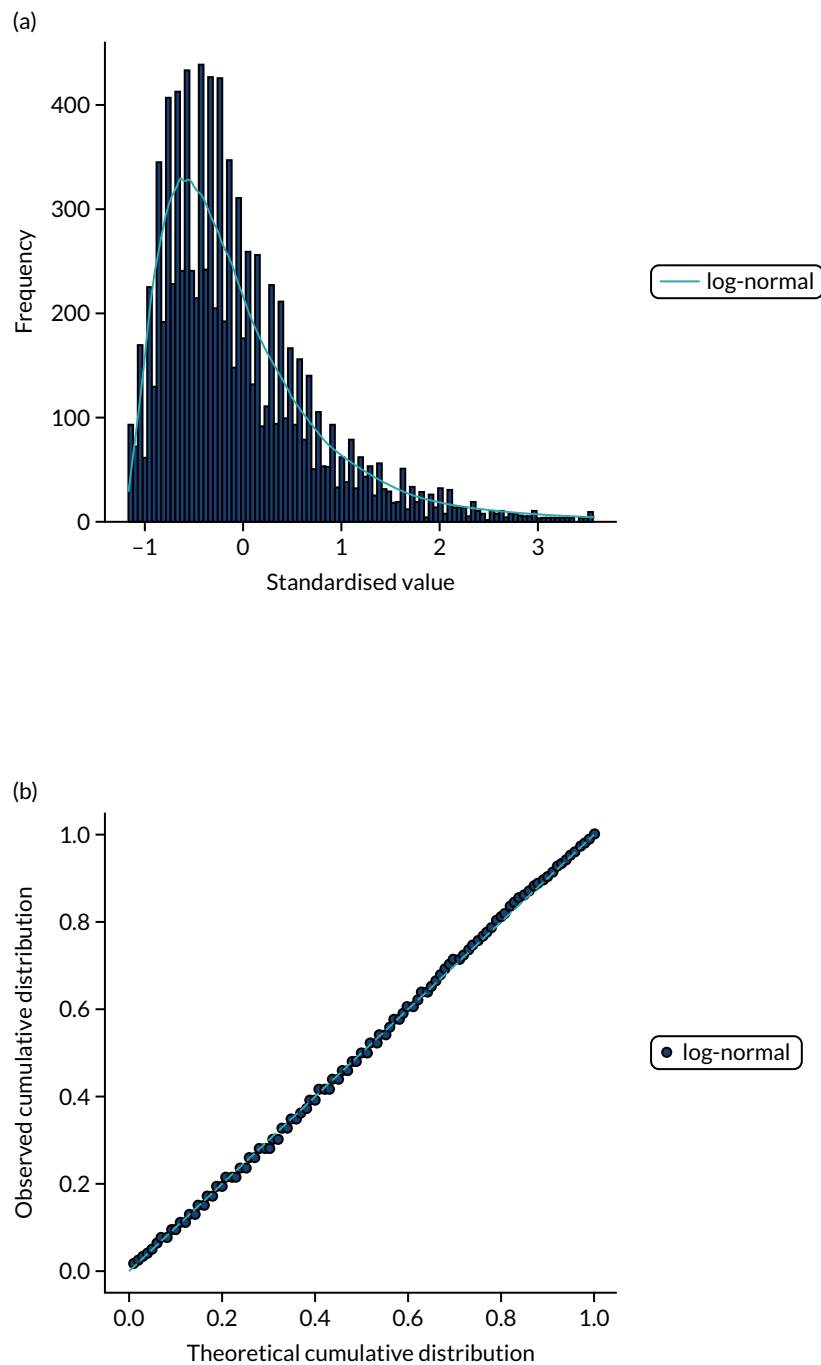 (a)
400
300
200
100
0
Frequency
−1 0 1 2 3
Standardised value
log-normal
(b)
1.0
0.8
0.6
0.4
0.2
0.0
Observed cumulative distribution
0.0 0.2 0.4 0.6 0.8 1.0
Theoretical cumulative distribution
log-normal